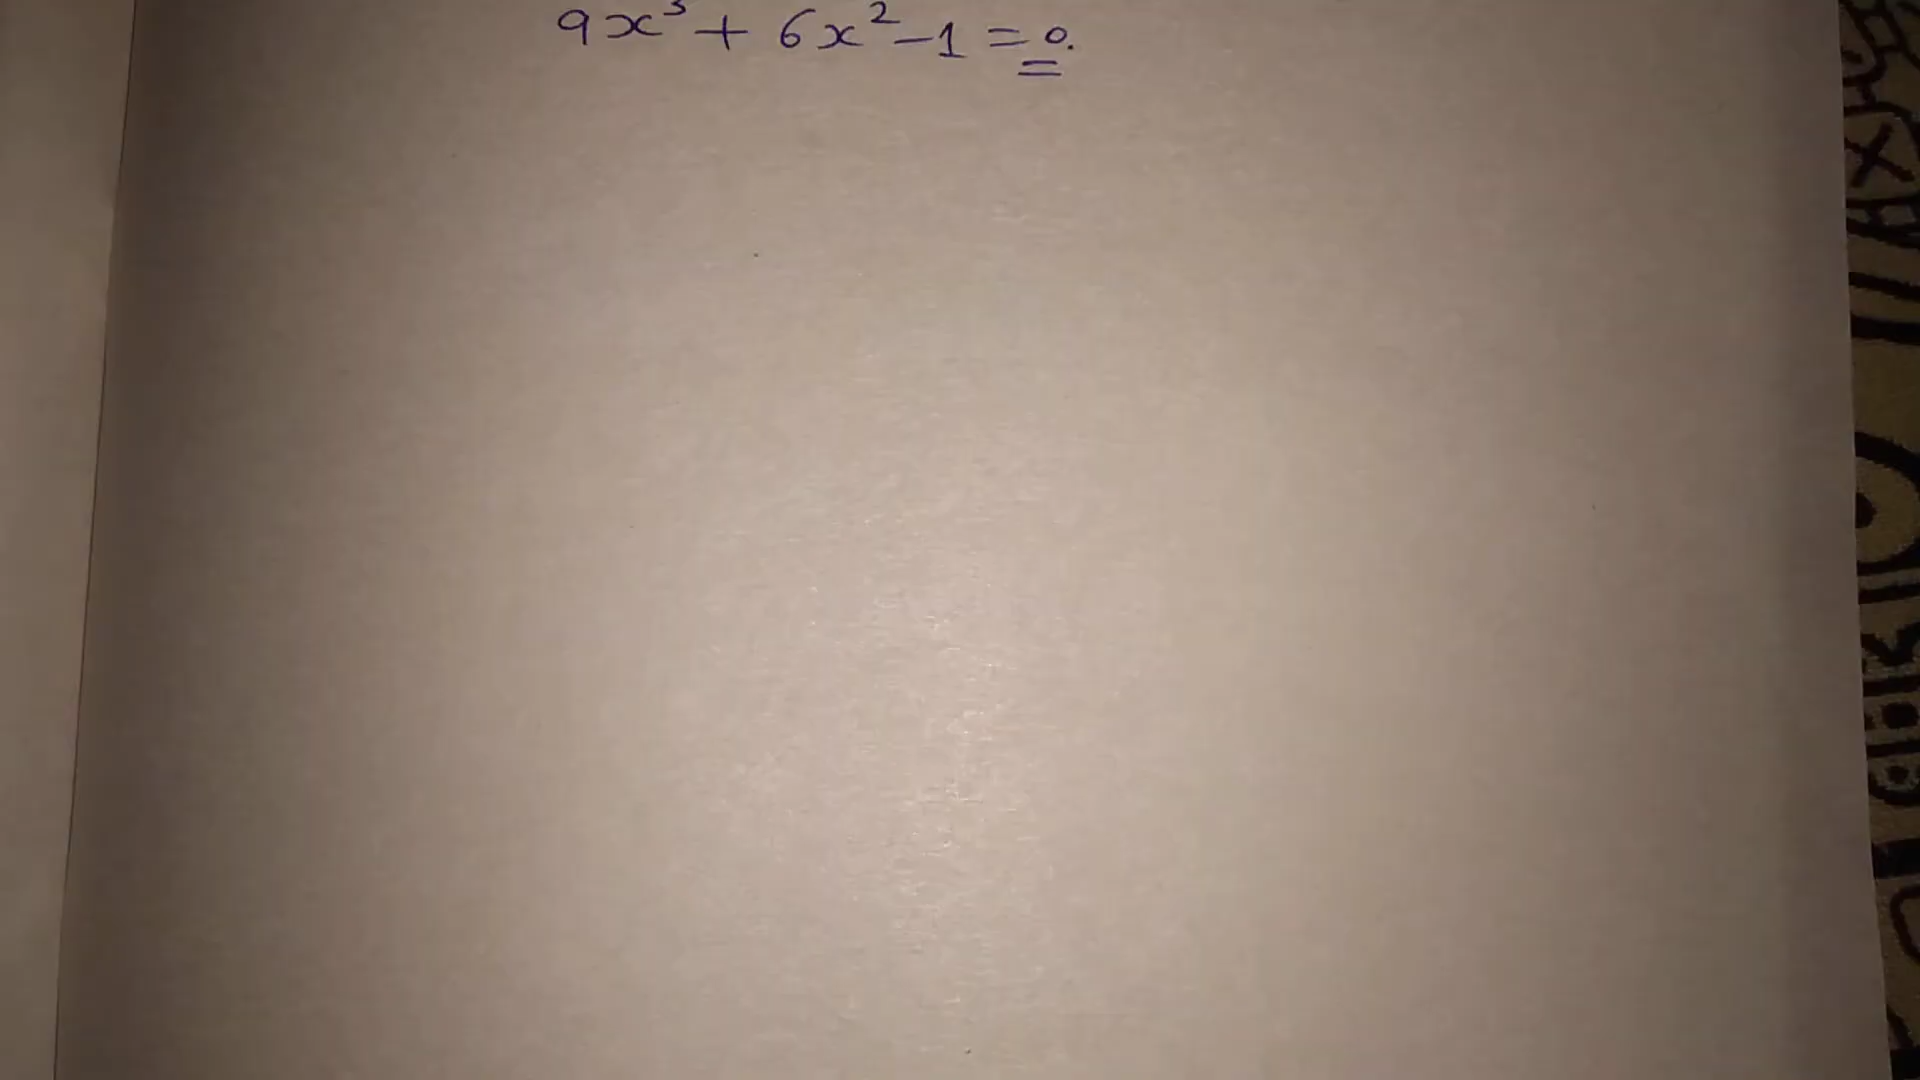 9x³ + 6x² - 1 = 0.